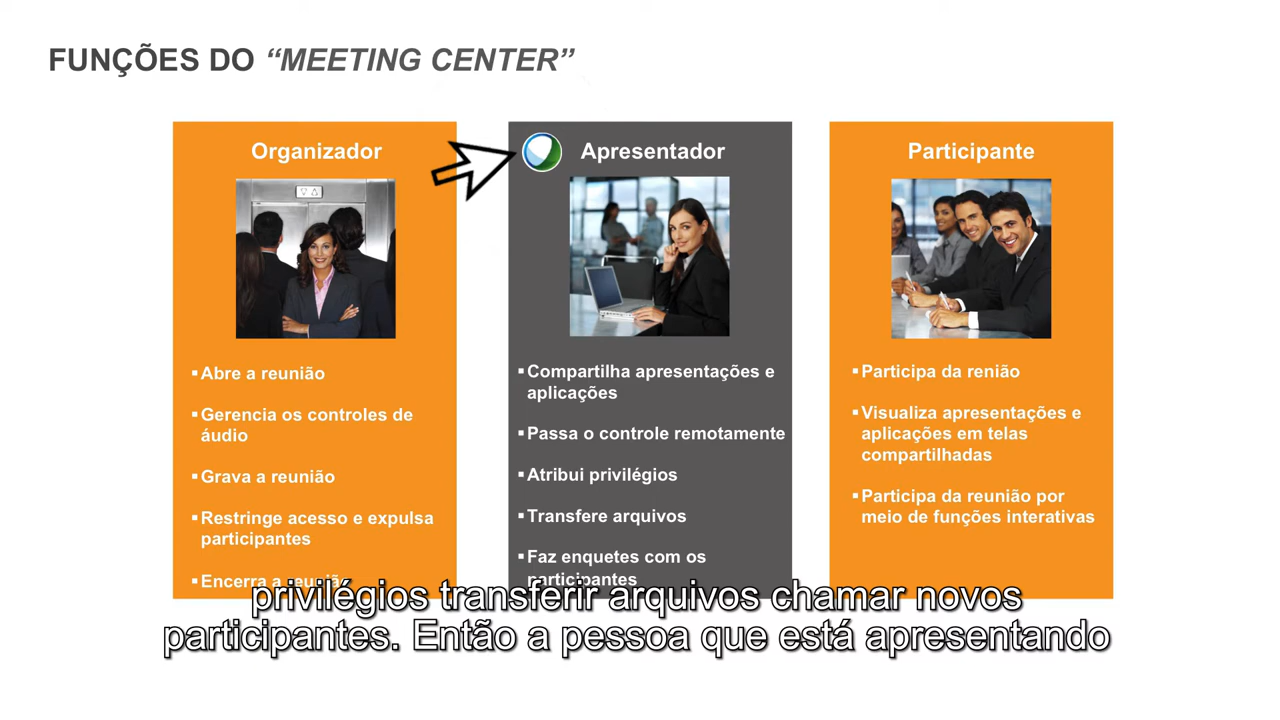 FUNÇÕES DO “MEETING CENTER”
Organizador
▪Abre a reunião
▪Gerencia os controles de
áudio
▪Grava a reunião
▪Restringe acesso e expulsa
participantes
▪Encerra a reunião
Apresentador
▪Compartilha apresentações e
aplicações
▪Passa o controle remotamente
▪Atribui privilégios
▪Transfere arquivos
▪Faz enquetes com os
participantes
Participante
▪Participa da renião
▪Visualiza apresentações e
aplicações em telas
compartilhadas
▪Participa da reunião por
meio de funções interativas
privilégios transferir arquivos chamar novos
participantes. Então a pessoa que está apresentando